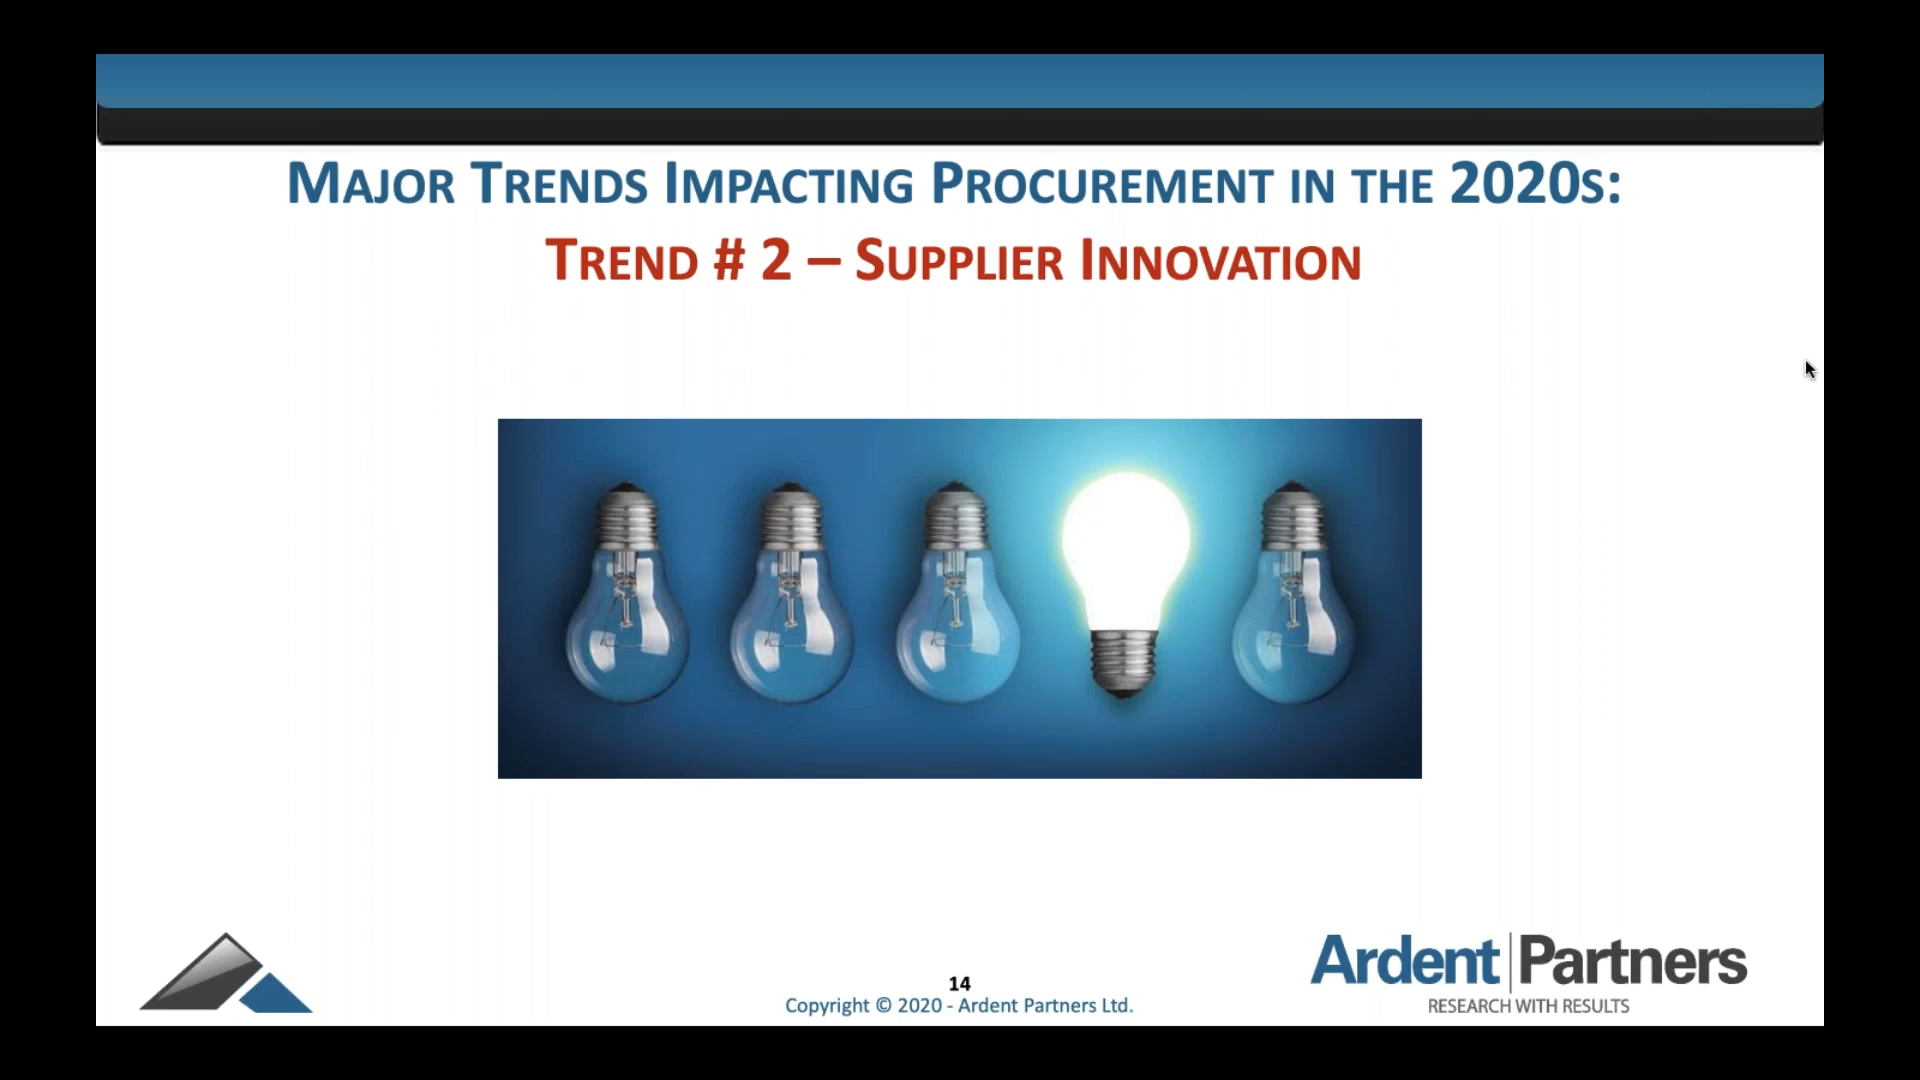 Major Trends Impacting Procurement in the 2020s:
Trend # 2 – Supplier Innovation
14
Copyright © 2020 - Ardent Partners Ltd.
Ardent|Partners
RESEARCH WITH RESULTS